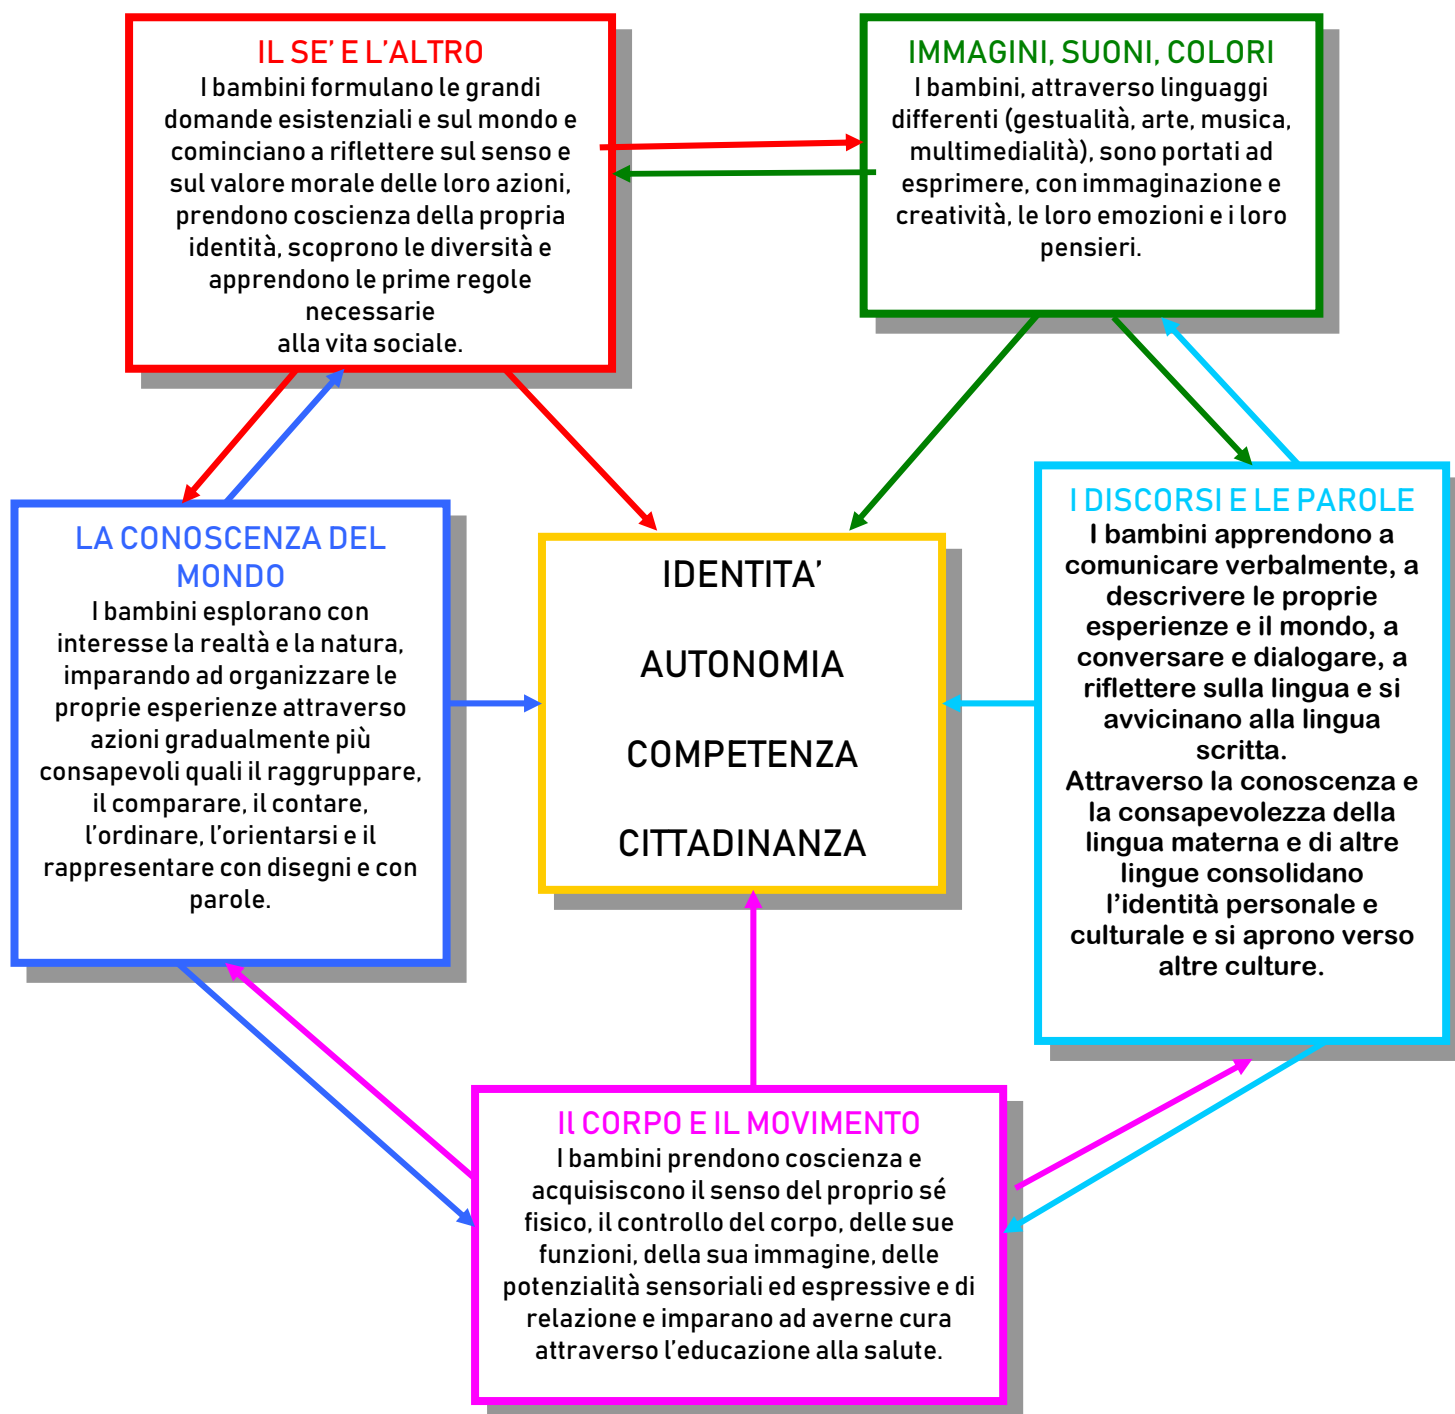 IL SE’ E L’ALTRO
I bambini formulano le grandi
domande esistenziali e sul mondo e
cominciano a riflettere sul senso e
sul valore morale delle loro azioni,
prendono coscienza della propria
identità, scoprono le diversità e
apprendono le prime regole
necessarie
alla vita sociale.
IMMAGINI, SUONI, COLORI
I bambini, attraverso linguaggi
differenti (gestualità, arte, musica,
multimedialità), sono portati ad
esprimere, con immaginazione e
creatività, le loro emozioni e i loro
pensieri.
LA CONOSCENZA DEL
MONDO
I bambini esplorano con
interesse la realtà e la natura,
imparando ad organizzare le
proprie esperienze attraverso
azioni gradualmente più
consapevoli quali il raggruppare,
il comparare, il contare,
l’ordinare, l’orientarsi e il
rappresentare con disegni e con
parole.
IDENTITA’
AUTONOMIA
COMPETENZA
CITTADINANZA
I DISCORSI E LE PAROLE
I bambini apprendono a
comunicare verbalmente, a
descrivere le proprie
esperienze e il mondo, a
conversare e dialogare, a
riflettere sulla lingua e si
avvicinano alla lingua
scritta.
Attraverso la conoscenza e
la consapevolezza della
lingua materna e di altre
lingue consolidano
l’identità personale e
culturale e si aprono verso
altre culture.
Il CORPO E IL MOVIMENTO
I bambini prendono coscienza e
acquisiscono il senso del proprio sé
fisico, il controllo del corpo, delle sue
funzioni, della sua immagine, delle
potenzialità sensoriali ed espressive e di
relazione e imparano ad averne cura
attraverso l’educazione alla salute.